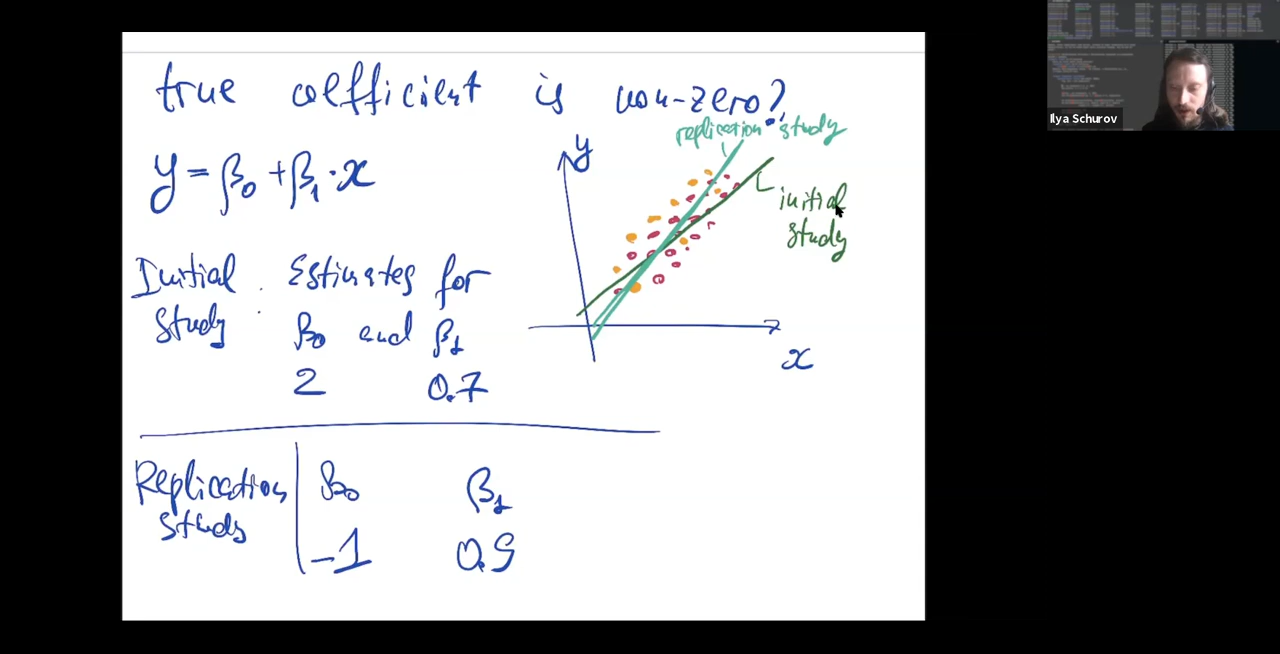 true coefficient is non-zero?
replication study
y
y = β₀ + β₁ · x
initial
study
Initial : Estimates for
study
β₀ and β₁
x
2 0.7
Replication β₀ β₁
study
-1 0.9
Ilya Schurov